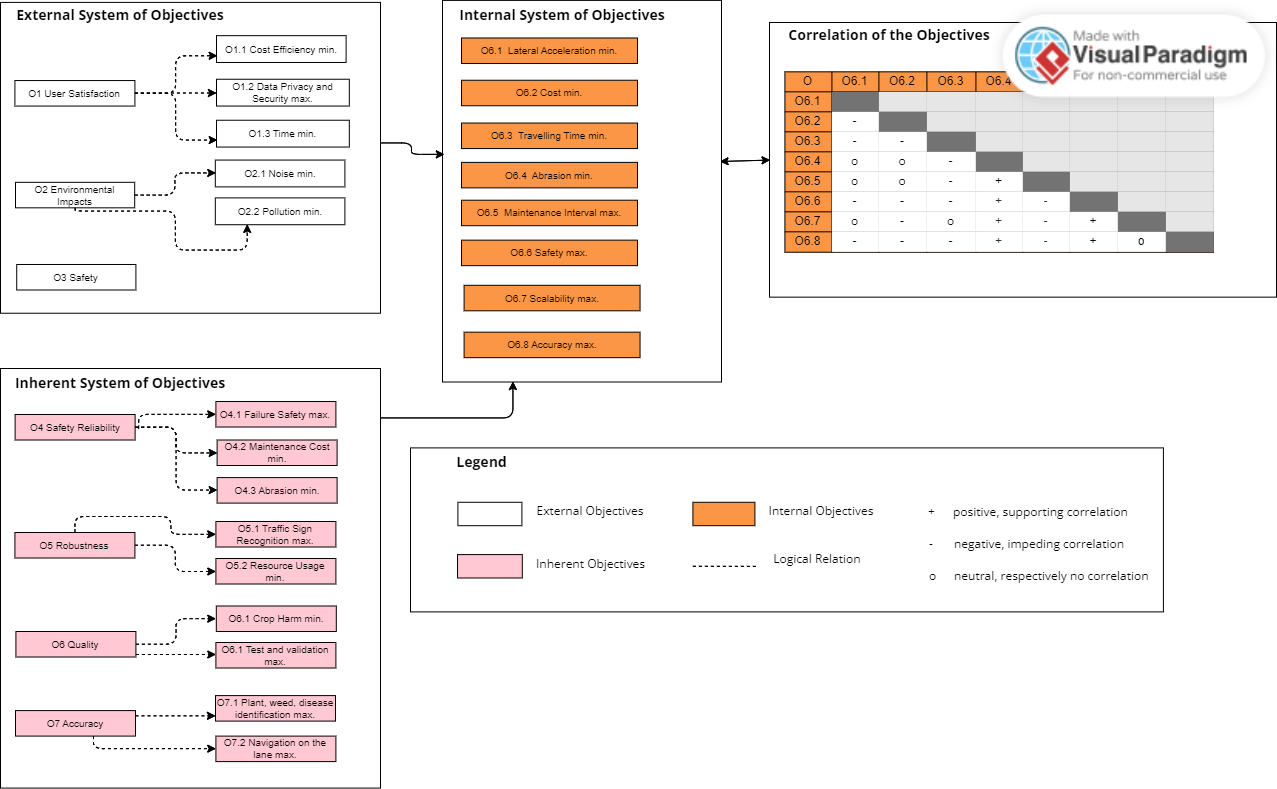 External System of Objectives
O1 User Satisfaction
O1.1 Cost Efficiency min.
O1.2 Data Privacy and
Security max.
O1.3 Time min.
O2 Environmental
Impacts
O2.1 Noise min.
O2.2 Pollution min.
O3 Safety
Internal System of Objectives
O6.1 Lateral Acceleration min.
O6.2 Cost min.
O6.3 Travelling Time min.
O6.4 Abrasion min.
O6.5 Maintenance Interval max.
O6.6 Safety max.
O6.7 Scalability max.
O6.8 Accuracy max.
Correlation of the Objectives
Made with
Visual Paradigm
For non-commercial use
O O6.1 O6.2 O6.3 O6.4
O6.1
O6.2 -
O6.3 - -
O6.4 o o -
O6.5 o o - +
O6.6 - - - + -
O6.7 o - o + - +
O6.8 - - - + - + o
Inherent System of Objectives
O4 Safety Reliability
O4.1 Failure Safety max.
O4.2 Maintenance Cost
min.
O4.3 Abrasion min.
O5 Robustness
O5.1 Traffic Sign
Recognition max.
O5.2 Resource Usage
min.
O6 Quality
O6.1 Crop Harm min.
O6.1 Test and validation
max.
O7 Accuracy
O7.1 Plant, weed, disease
identification max.
O7.2 Navigation on the
lane max.
Legend
External Objectives
Inherent Objectives
Internal Objectives
Logical Relation
+ positive, supporting correlation
- negative, impeding correlation
o neutral, respectively no correlation